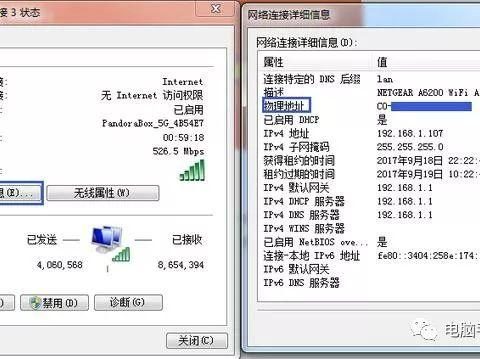 接 3 状态
接:
Internet
接:
无 Internet 访问权限
已启用
PandoraBox_5G_4B54E7
00:59:18
526.5 Mbps
息(E)...
无线属性(W)
已发送
已接收
4,060,568
8,654,394
禁用(D)
诊断(G)
关闭(C)
网络连接详细信息
网络连接详细信息(D):
属性
值
连接特定的 DNS 后缀
lan
描述
NETGEAR A6200 WiFi A
物理地址
C0-
已启用 DHCP
是
IPv4 地址
192.168.1.107
IPv4 子网掩码
255.255.255.0
获得租约的时间
2017年9月18日 22:22:
租约过期的时间
2017年9月19日 10:22:
IPv4 默认网关
192.168.1.1
IPv4 DHCP 服务器
192.168.1.1
IPv4 DNS 服务器
192.168.1.1
IPv4 WINS 服务器
已启用 NetBIOS ove...
是
连接-本地 IPv6 地址
fe80::3404:258e:174:
IPv6 默认网关
IPv6 DNS 服务器
电脑